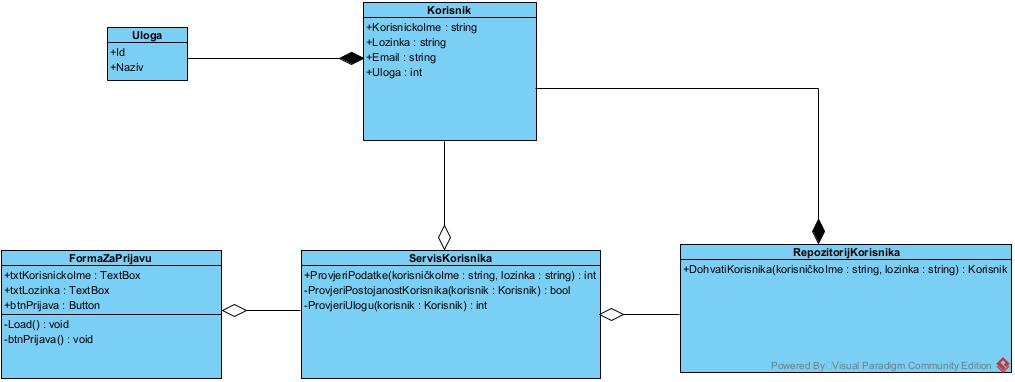 Uloga
+Id
+Naziv
Korisnik
+KorisnickoIme : string
+Lozinka : string
+Email : string
+Uloga : int
FormaZaPrijavu
+txtKorisnickoIme : TextBox
+txtLozinka : TextBox
+btnPrijava : Button
-Load() : void
-btnPrijava() : void
ServisKorisnika
+ProvjeriPodatke(korisničkoIme : string, lozinka : string) : int
-ProvjeriPostojanostKorisnika(korisnik : Korisnik) : bool
-ProvjeriUlogu(korisnik : Korisnik) : int
RepozitorijKorisnika
+DohvatiKorisnika(korisničkoIme : string, lozinka : string) : Korisnik
Powered By Visual Paradigm Community Edition